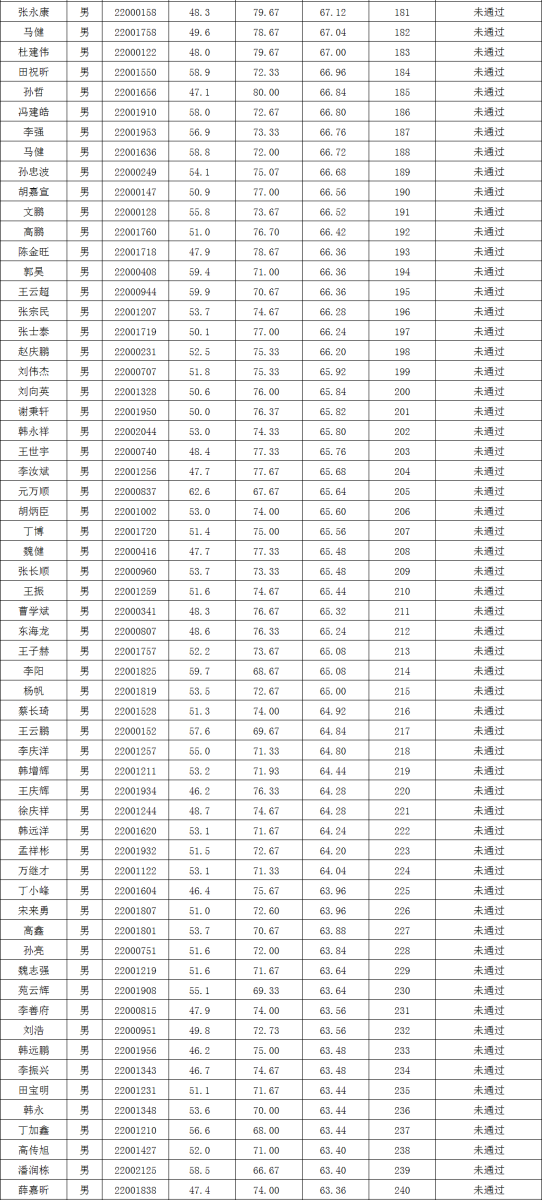 张永康 男 22000158 48.3 79.67 67.12 181 未通过
马健 男 22001758 49.6 78.67 67.04 182 未通过
杜建伟 男 22000122 48.0 79.67 67.00 183 未通过
田祝昕 男 22001550 58.9 72.33 66.96 184 未通过
孙哲 男 22001656 47.1 80.00 66.84 185 未通过
冯建皓 男 22001910 58.0 72.67 66.80 186 未通过
李强 男 22001953 56.9 73.33 66.76 187 未通过
马健 男 22001636 58.8 72.00 66.72 188 未通过
孙忠波 男 22000249 54.1 75.07 66.68 189 未通过
胡嘉宣 男 22000147 50.9 77.00 66.56 190 未通过
文鹏 男 22000128 55.8 73.67 66.52 191 未通过
高鹏 男 22001760 51.0 76.70 66.42 192 未通过
陈金旺 男 22001718 47.9 78.67 66.36 193 未通过
郭昊 男 22000408 59.4 71.00 66.36 194 未通过
王云超 男 22000944 59.9 70.67 66.36 195 未通过
张宗民 男 22001207 53.7 74.67 66.28 196 未通过
张士泰 男 22001719 50.1 77.00 66.24 197 未通过
赵庆鹏 男 22000231 52.5 75.33 66.20 198 未通过
刘伟杰 男 22000707 51.8 75.33 65.92 199 未通过
刘向英 男 22001328 50.6 76.00 65.84 200 未通过
谢秉轩 男 22001950 50.0 76.37 65.82 201 未通过
韩永祥 男 22002044 53.0 74.33 65.80 202 未通过
王世宇 男 22000740 48.4 77.33 65.76 203 未通过
李汝斌 男 22001256 47.7 77.67 65.68 204 未通过
元万顺 男 22000837 62.6 67.67 65.64 205 未通过
胡炳臣 男 22001002 53.0 74.00 65.60 206 未通过
丁博 男 22001720 51.4 75.00 65.56 207 未通过
魏健 男 22000416 47.7 77.33 65.48 208 未通过
张长顺 男 22000960 53.7 73.33 65.48 209 未通过
王振 男 22001259 51.6 74.67 65.44 210 未通过
曹学斌 男 22000341 48.3 76.67 65.32 211 未通过
东海龙 男 22000807 48.6 76.33 65.24 212 未通过
王子赫 男 22001757 52.2 73.67 65.08 213 未通过
李阳 男 22001825 59.7 68.67 65.08 214 未通过
杨帆 男 22001819 53.5 72.67 65.00 215 未通过
蔡长琦 男 22001528 51.3 74.00 64.92 216 未通过
王云鹏 男 22000152 57.6 69.67 64.84 217 未通过
李庆洋 男 22001257 55.0 71.33 64.80 218 未通过
韩增辉 男 22001211 53.2 71.93 64.44 219 未通过
王庆辉 男 22001934 46.2 76.33 64.28 220 未通过
徐庆祥 男 22001244 48.7 74.67 64.28 221 未通过
韩远洋 男 22001620 53.1 71.67 64.24 222 未通过
孟祥彬 男 22001932 51.5 72.67 64.20 223 未通过
万继才 男 22001122 53.1 71.33 64.04 224 未通过
丁小峰 男 22001604 46.4 75.67 63.96 225 未通过
宋来勇 男 22001807 51.0 72.60 63.96 226 未通过
高鑫 男 22001801 53.7 70.67 63.88 227 未通过
孙亮 男 22000751 51.6 72.00 63.84 228 未通过
魏志强 男 22001219 51.6 71.67 63.64 229 未通过
苑云辉 男 22001908 55.1 69.33 63.64 230 未通过
李善府 男 22000815 47.9 74.00 63.56 231 未通过
刘浩 男 22000951 49.8 72.73 63.56 232 未通过
韩远鹏 男 22001956 46.2 75.00 63.48 233 未通过
李振兴 男 22001343 46.7 74.67 63.48 234 未通过
田宝明 男 22001231 51.1 71.67 63.44 235 未通过
韩永 男 22001348 53.6 70.00 63.44 236 未通过
丁加鑫 男 22001210 56.6 68.00 63.44 237 未通过
高传旭 男 22001427 52.0 71.00 63.40 238 未通过
潘润栋 男 22002125 58.5 66.67 63.40 239 未通过
薛嘉昕 男 22001838 47.4 74.00 63.36 240 未通过